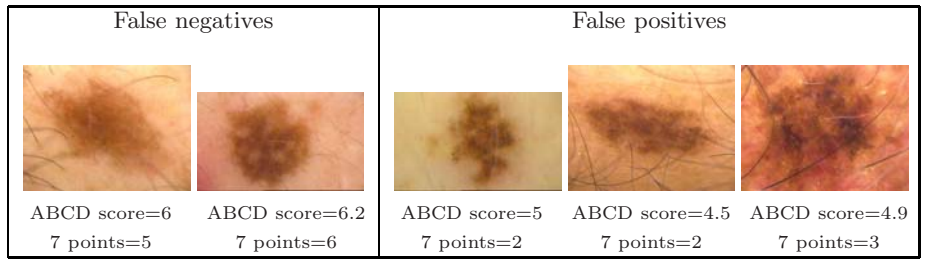 False negatives
False positives
ABCD score=6
ABCD score=6.2
ABCD score=5
ABCD score=4.5
ABCD score=4.9
7 points=5
7 points=6
7 points=2
7 points=2
7 points=3